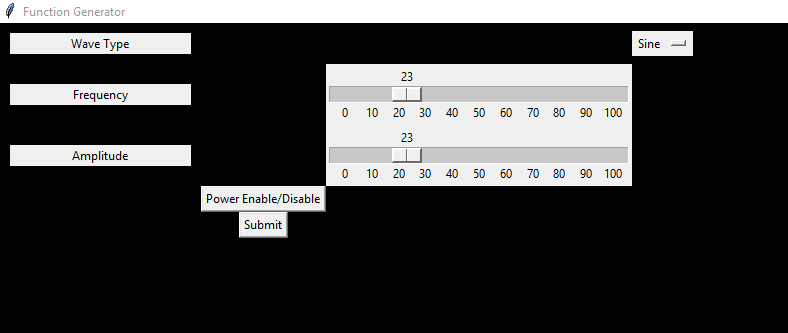 Function Generator
Wave Type
Sine
23
Frequency
0 10 20 30 40 50 60 70 80 90 100
23
Amplitude
0 10 20 30 40 50 60 70 80 90 100
Power Enable/Disable
Submit